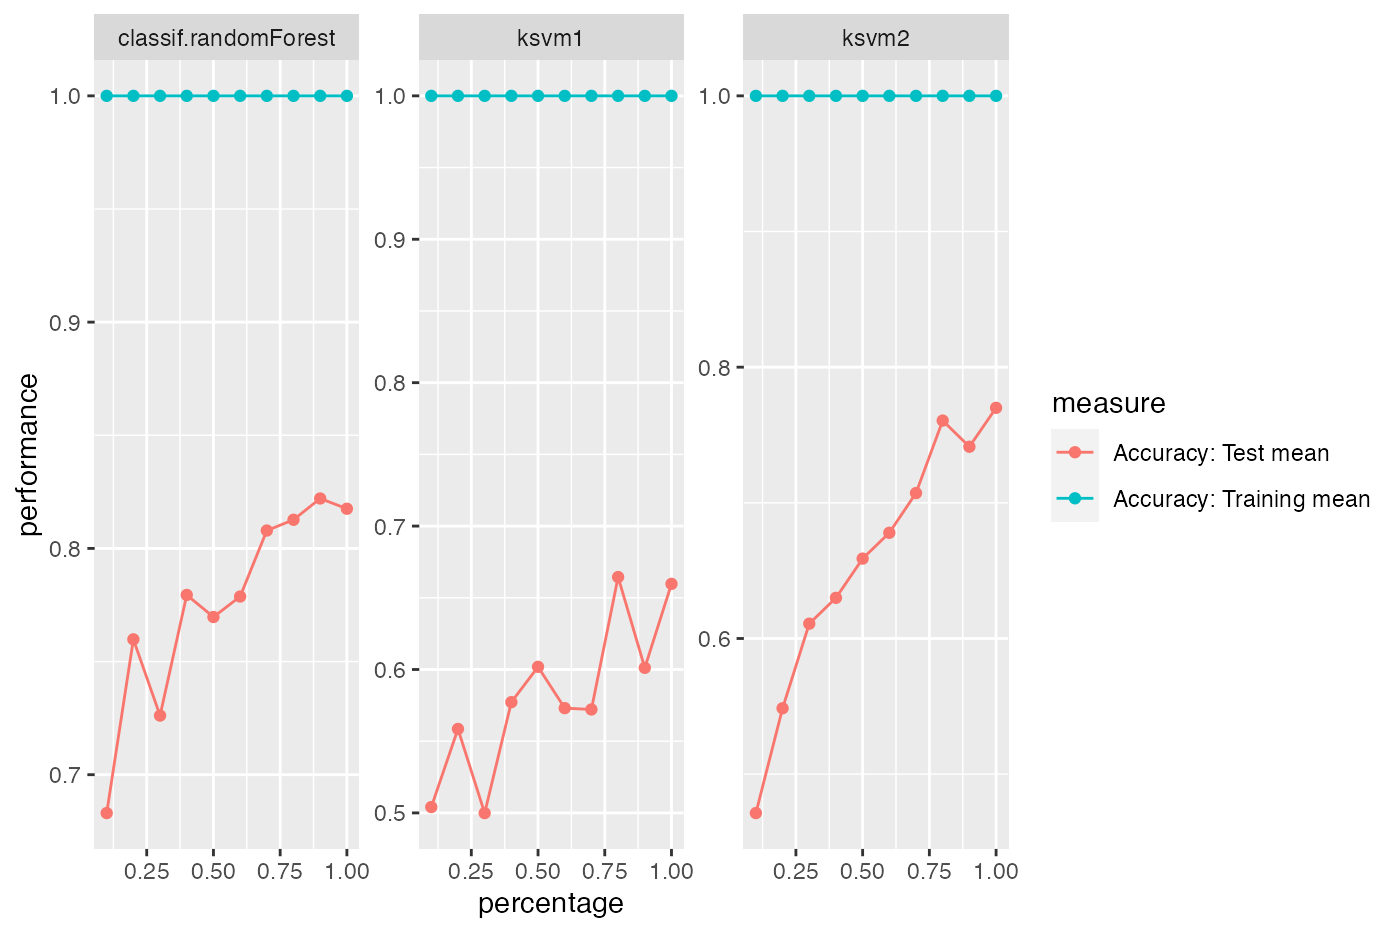 classif.randomForest
ksvm1
ksvm2
performance
1.0
0.9
0.8
0.7
1.0
0.9
0.8
0.7
0.6
0.5
1.0
0.8
0.6
0.25 0.50 0.75 1.00
0.25 0.50 0.75 1.00
0.25 0.50 0.75 1.00
percentage
measure
Accuracy: Test mean
Accuracy: Training mean